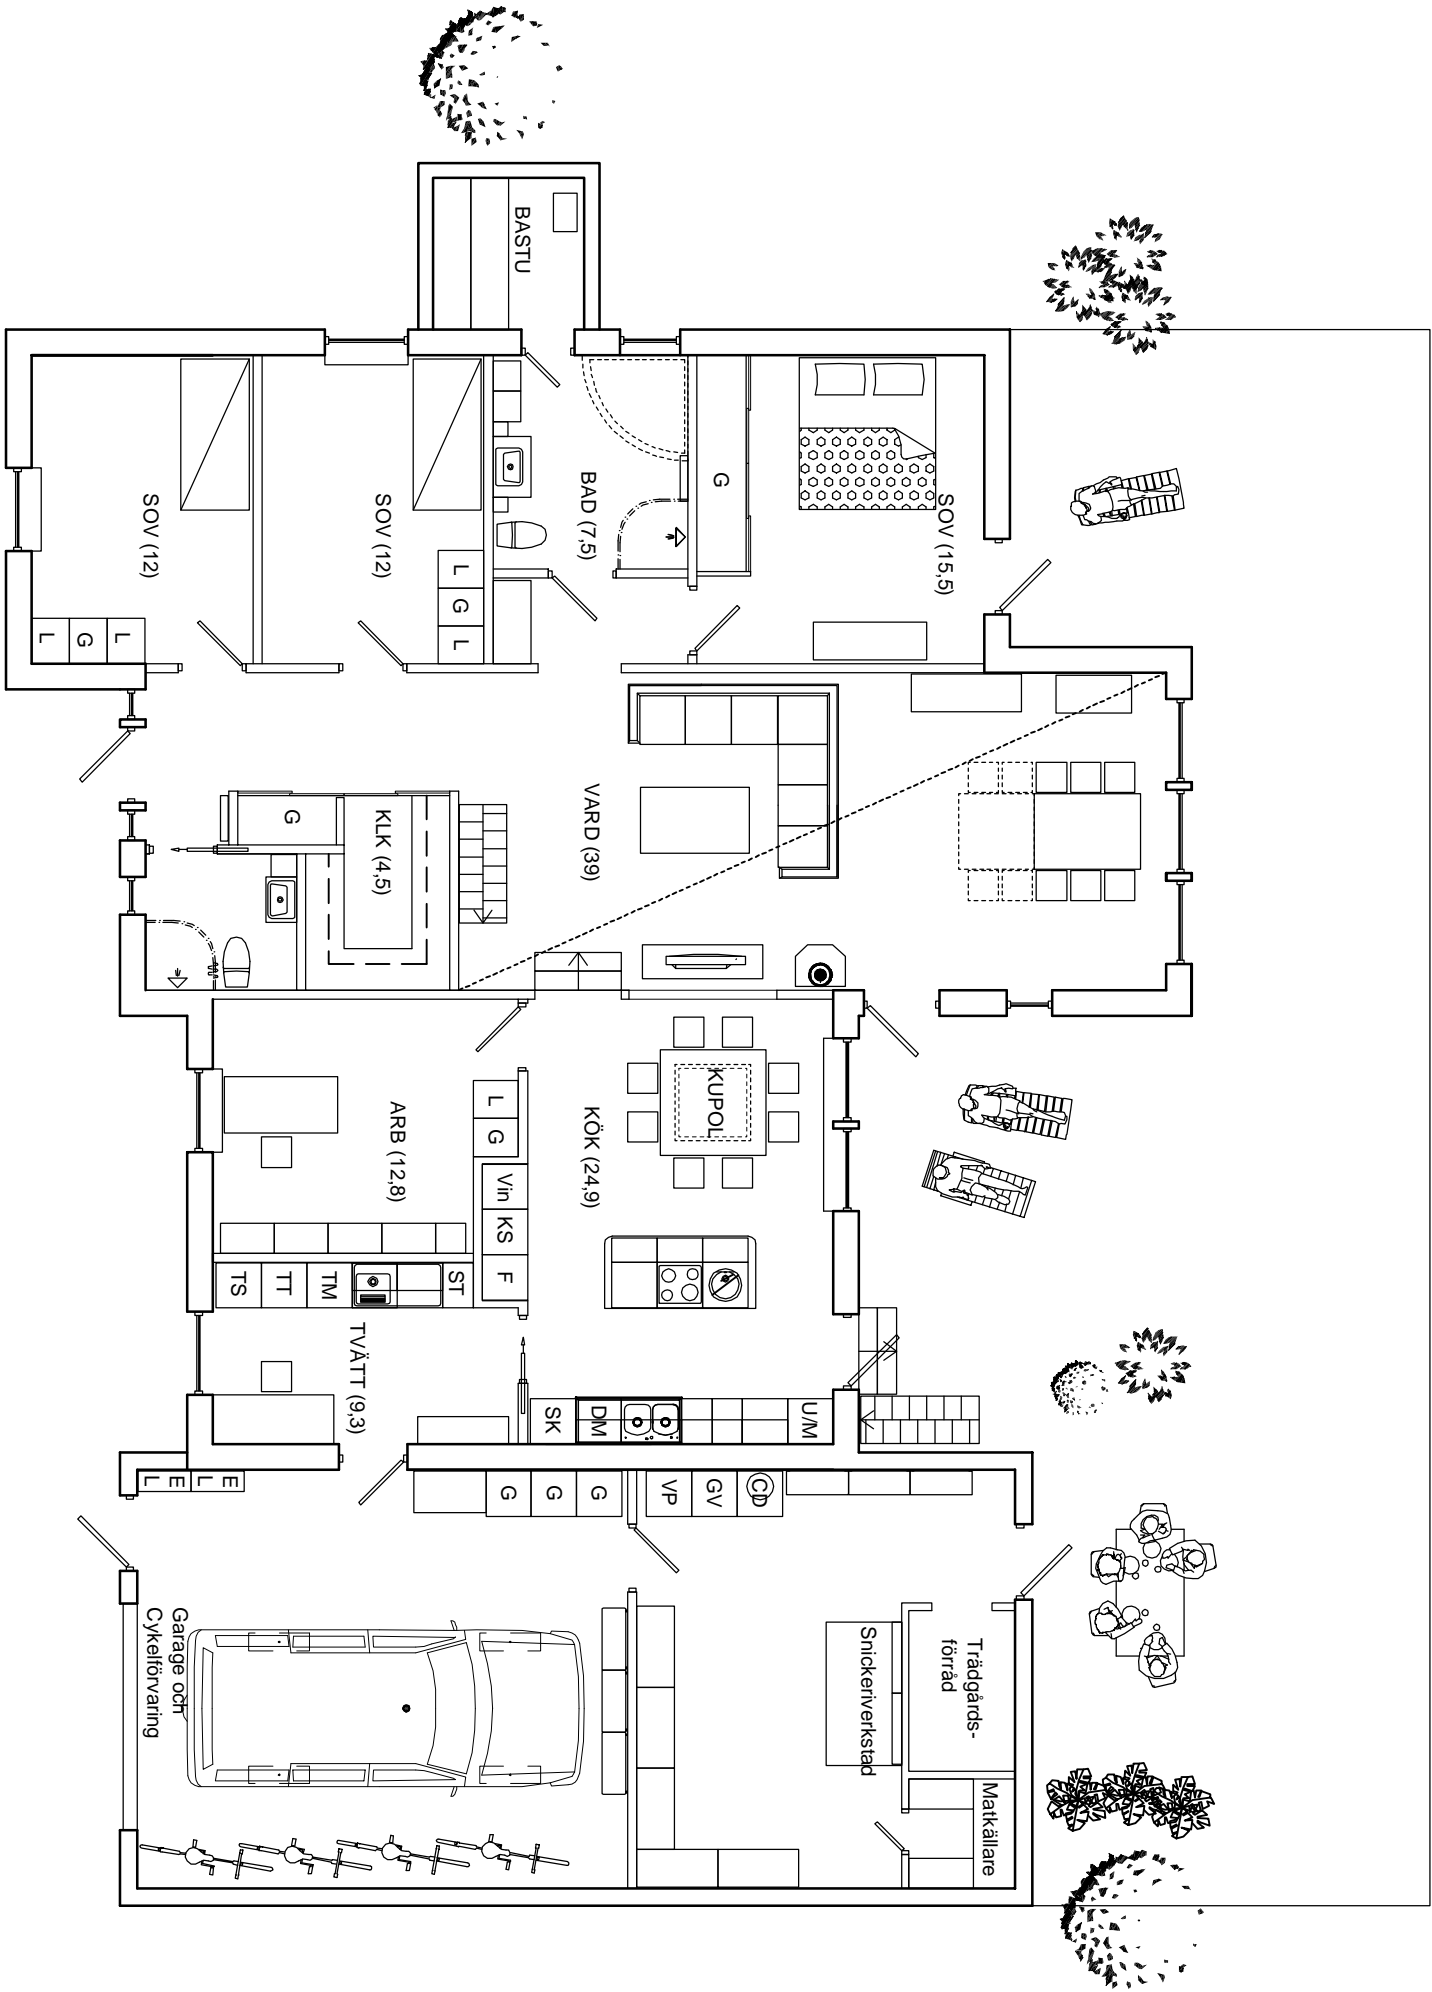 BASTU
SOV (12)
SOV (12)
BAD (7,5)
G
SOV (15,5)
L
G
L
L
G
L
G
KLK (4,5)
VARD (39)
KUPOL
KÖK (24,9)
ARB (12,8)
L
G
Vin
KS
F
TS
TT
TM
ST
TVÄTT (9,3)
SK
DM
U/M
L
E
L
E
G
G
G
VP
GV
CD
Garage och
Cykelförvaring
Snickeriverkstad
Trädgårds-
förråd
Matkällare